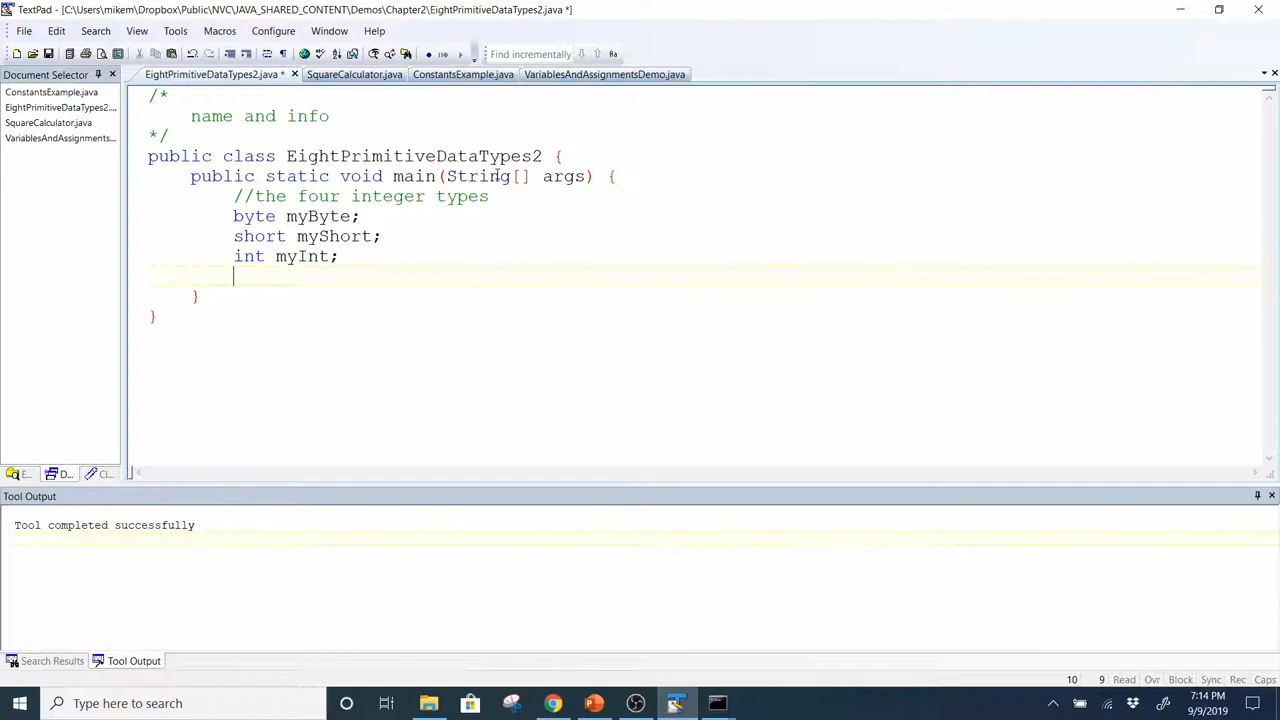 TextPad - [C:\Users\mikem\Dropbox\Public\NVC\JAVA_SHARED_CONTENT\Demos\Chapter2\EightPrimitiveDataTypes2.java *]
File Edit Search View Tools Macros Configure Window Help
Find incrementally
Document Selector
EightPrimitiveDataTypes2.java * SquareCalculator.java ConstantsExample.java VariablesAndAssignmentsDemo.java
ConstantsExample.java
EightPrimitiveDataTypes2....
SquareCalculator.java
VariablesAndAssignments...
/*
name and info
*/
public class EightPrimitiveDataTypes2 {
public static void main(String[] args) {
//the four integer types
byte myByte;
short myShort;
int myInt;
}
}
E... D... Cl...
Tool Output
Tool completed successfully
Search Results Tool Output
10 9 Read Ovr Block Sync Rec Caps
Type here to search
7:14 PM
9/9/2019